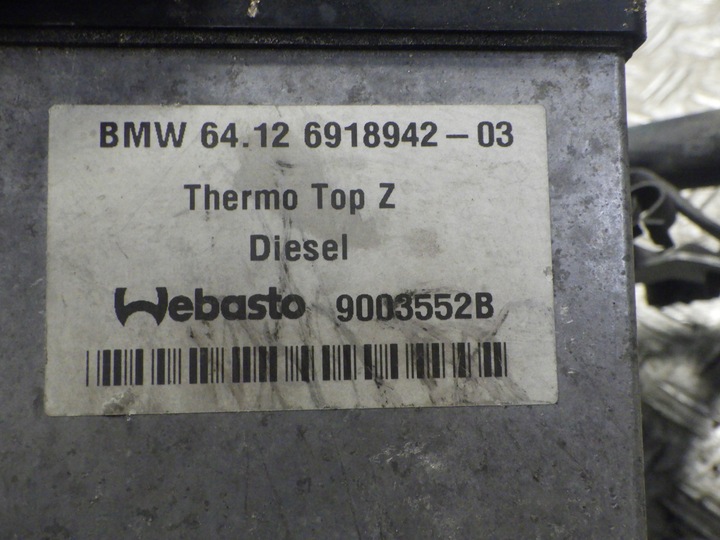 BMW 64.12 6918942-03
Thermo Top Z
Diesel
Webasto 9003552B